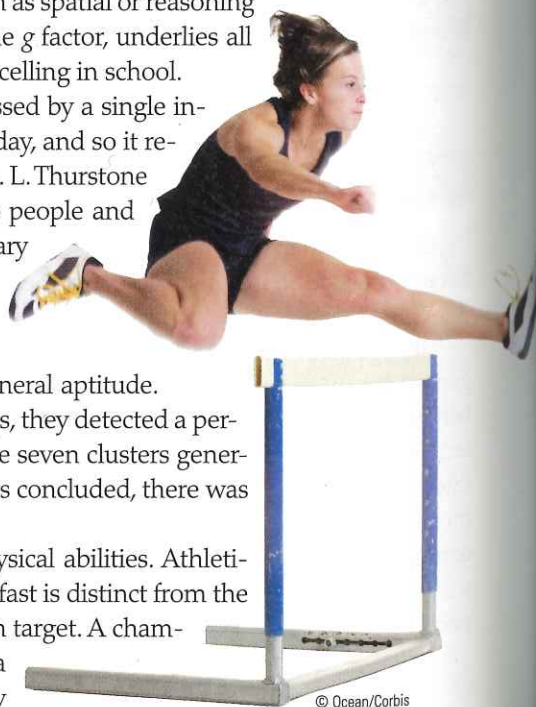 as spatial or reasoning
g factor, underlies all
celling in school.
ssed by a single in-
day, and so it re-
. L. Thurstone
people and
ary
neral aptitude.
s, they detected a per-
e seven clusters gener-
s concluded, there was
ysical abilities. Athleti-
fast is distinct from the
n target. A cham-
a
y
© Ocean/Corbis